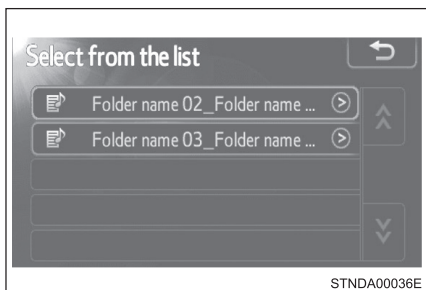 Select from the list
Folder name 02_Folder name ...
Folder name 03_Folder name ...
STNDA00036E